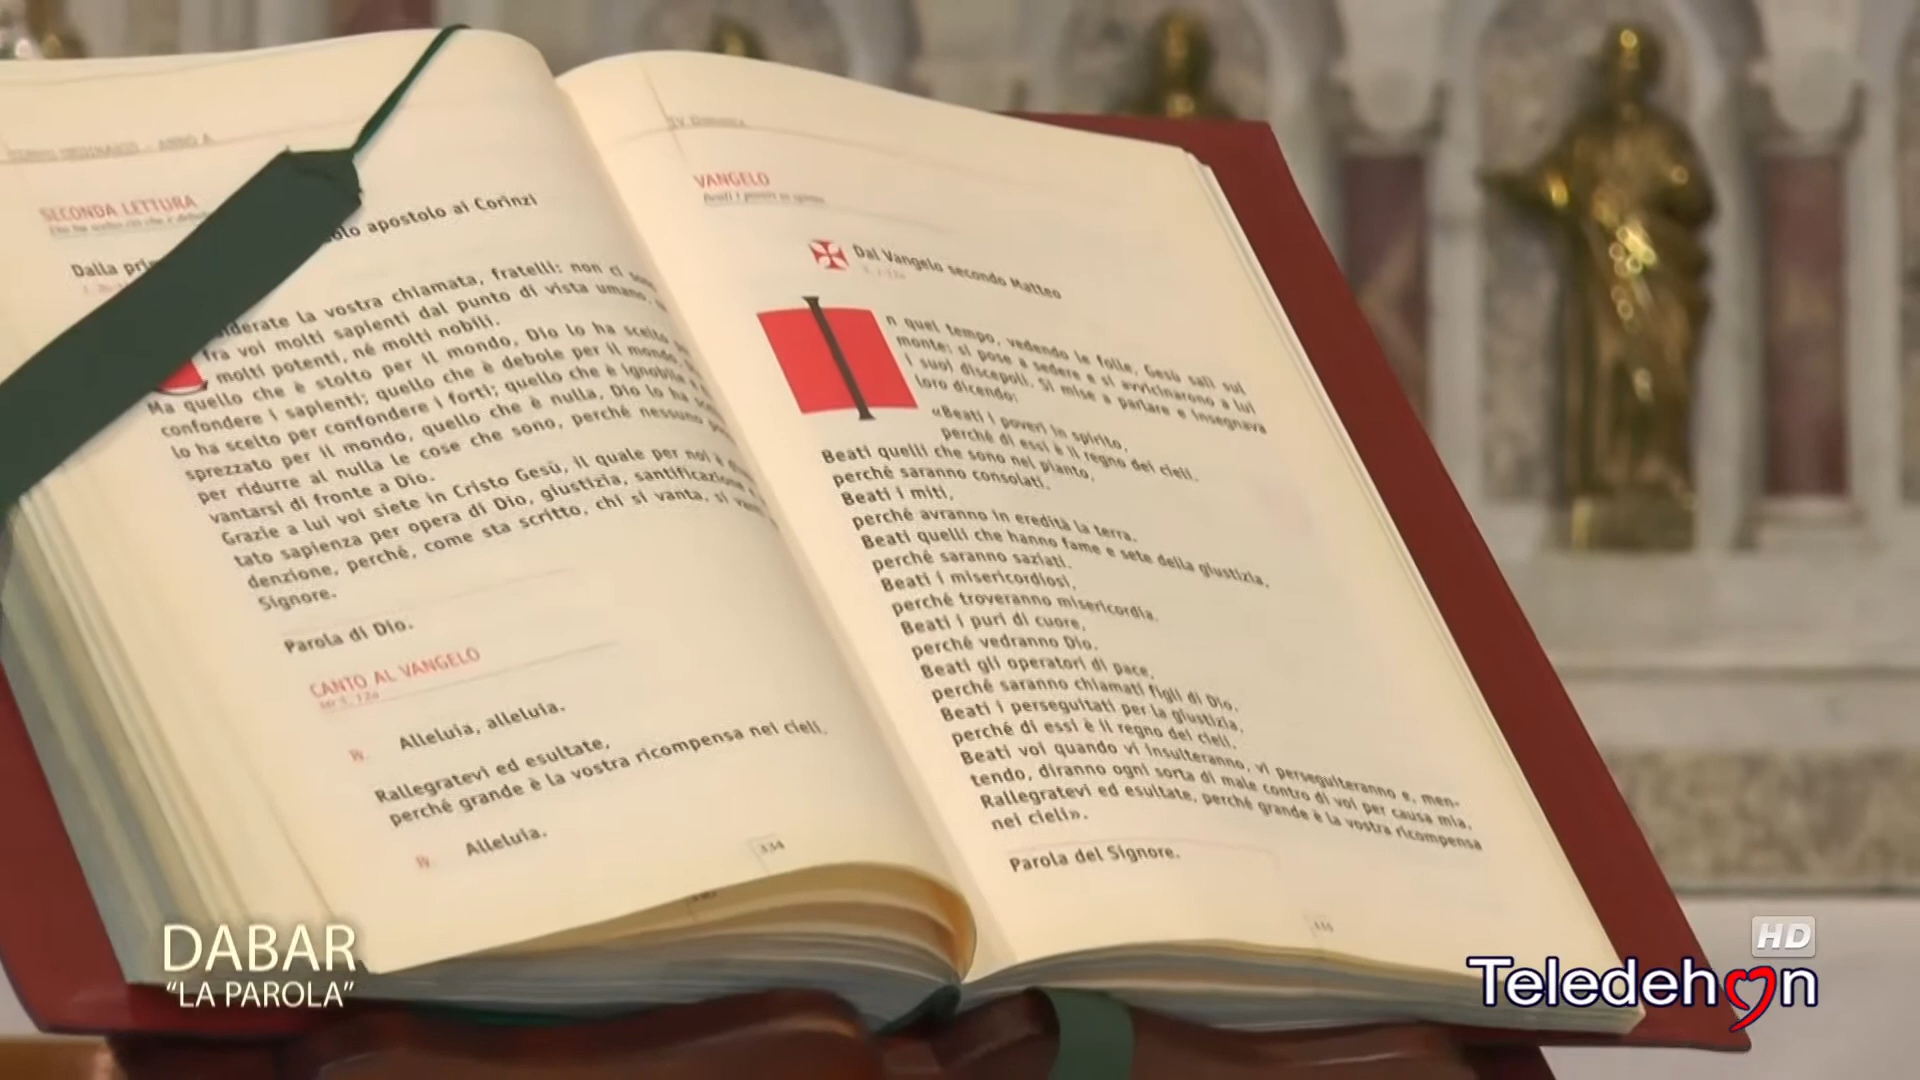 TEMPO ORDINARIO - ANNO A
SECONDA LETTURA
Dalla
apostolo ai Corinzi
la vostra chiamata, fratelli: non ci
fra voi molti sapienti dal punto di vista umano,
molti potenti, né molti nobili.
Ma quello che è stolto per il mondo, Dio lo ha scelto
confondere i sapienti; quello che è debole per il mondo,
lo ha scelto per confondere i forti; quello che è ignobile e
sprezzato per il mondo, quello che è nulla, Dio lo ha
per ridurre al nulla le cose che sono, perché nessuno
vantarsi di fronte a Dio.
Grazie a lui voi siete in Cristo Gesù, il quale per noi è
tato sapienza per opera di Dio, giustizia, santificazione
denzione, perché, come sta scritto, chi si vanta, si
Signore.
Parola di Dio.
CANTO AL VANGELO
R. Alleluia, alleluia.
Rallegratevi ed esultate,
perché grande è la vostra ricompensa nei cieli.
R. Alleluia.
334
IV Domenica
VANGELO
Beati i poveri in spirito
Dal Vangelo secondo Matteo
In quel tempo, vedendo le folle, Gesù salì sul
monte: si pose a sedere e si avvicinarono a lui
i suoi discepoli. Si mise a parlare e insegnava
loro dicendo:
«Beati i poveri in spirito,
perché di essi è il regno dei cieli.
Beati quelli che sono nel pianto,
perché saranno consolati.
Beati i miti,
perché avranno in eredità la terra.
Beati quelli che hanno fame e sete della giustizia,
perché saranno saziati.
Beati i misericordiosi,
perché troveranno misericordia.
Beati i puri di cuore,
perché vedranno Dio.
Beati gli operatori di pace,
perché saranno chiamati figli di Dio.
Beati i perseguitati per la giustizia,
perché di essi è il regno dei cieli.
Beati voi quando vi insulteranno, vi perseguiteranno e, men-
tendo, diranno ogni sorta di male contro di voi per causa mia.
Rallegratevi ed esultate, perché grande è la vostra ricompensa
nei cieli».
Parola del Signore.
DABAR
"LA PAROLA"
HD
Teledehon